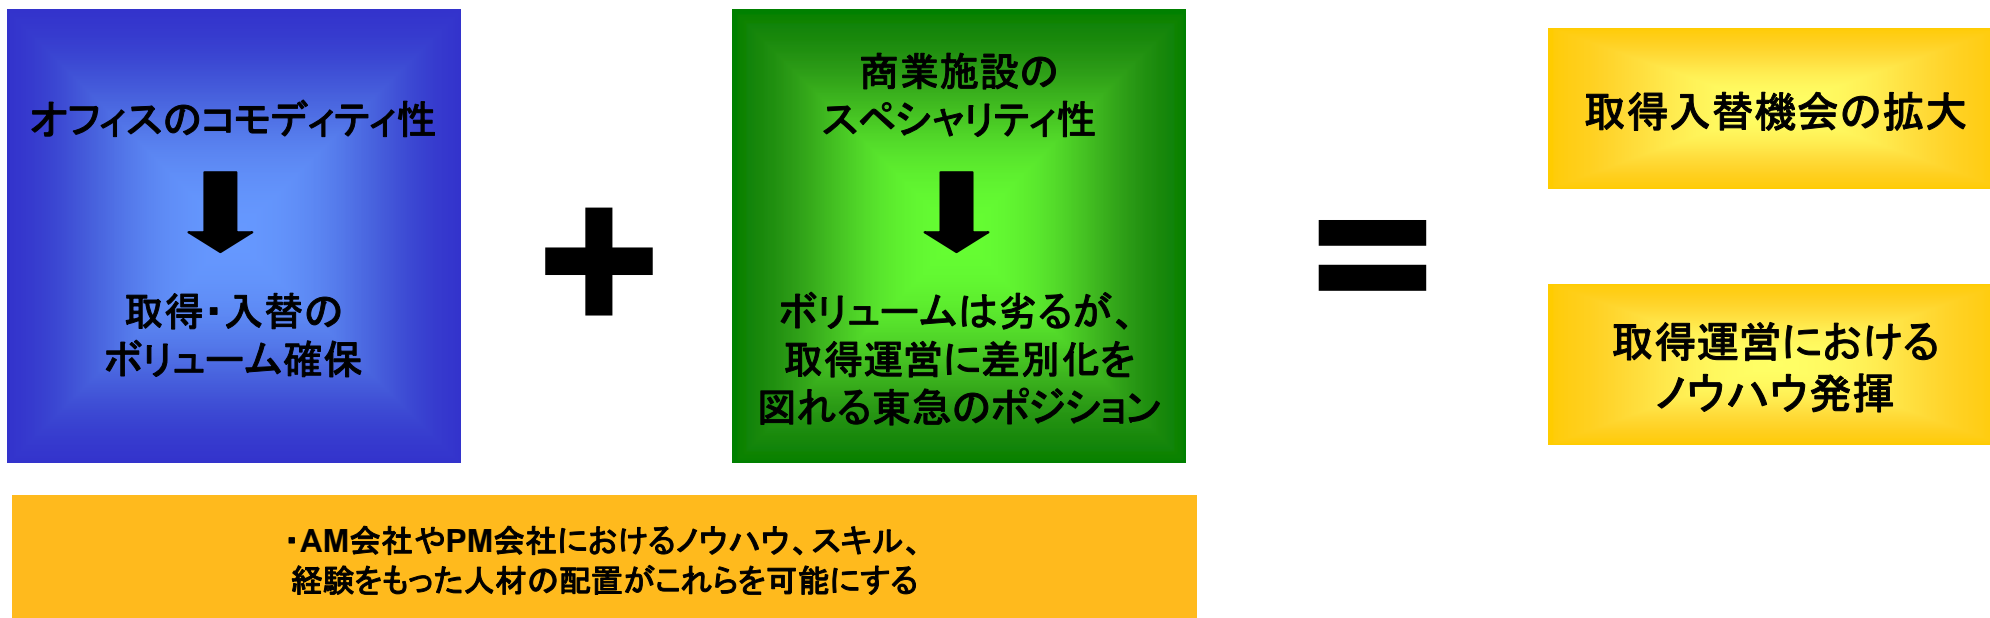 オフィスのコモディティ性
取得・入替の
ボリューム確保
商業施設の
スペシャリティ性
ボリュームは劣るが、
取得運営に差別化を
図れる東急のポジション
取得入替機会の拡大
取得運営における
ノウハウ発揮
・AM会社やPM会社におけるノウハウ、スキル、
経験をもった人材の配置がこれらを可能にする